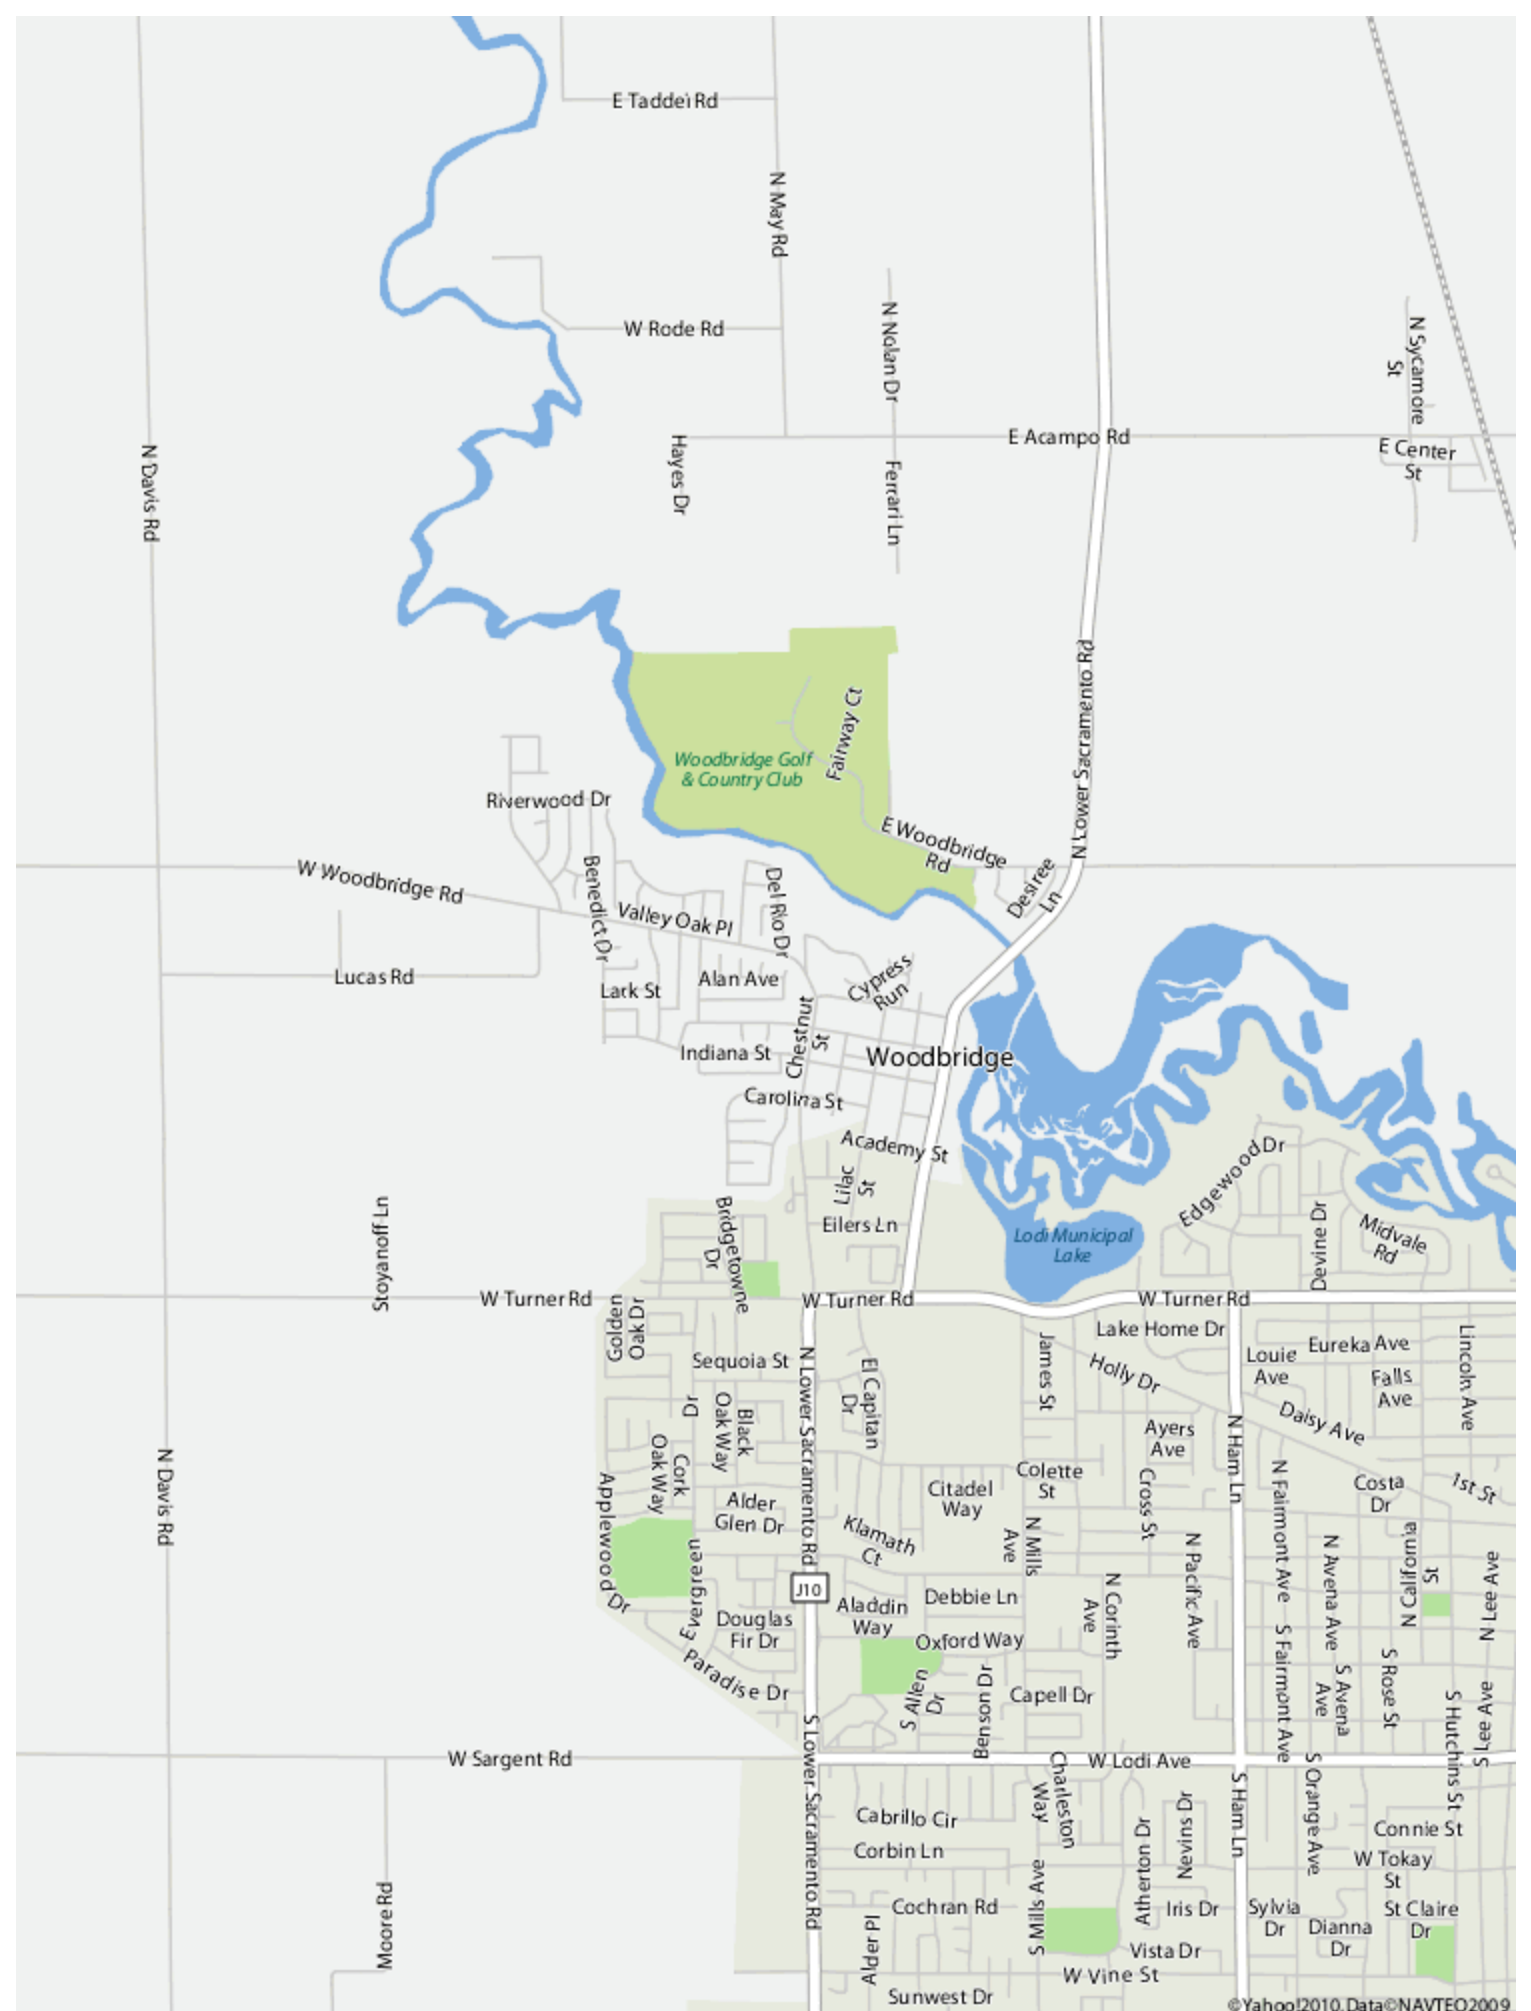 E Taddei Rd
N May Rd
W Rode Rd
N Nolan Dr
N Sycamore
St
N Davis Rd
Hayes Dr
E Acampo Rd
E Center
St
Ferrari Ln
N Lower Sacramento Rd
Fairway Ct
Woodbridge Golf
& Country Club
Riverwood Dr
E Woodbridge
Rd
W Woodbridge Rd
Benedict Dr
Del Rio Dr
Desiree
Ln
Valley Oak Pl
Lucas Rd
Alan Ave
Cypress
Run
Lark St
Chestnut
St
Indiana St
Woodbridge
Carolina St
Academy St
Edgewood Dr
Lilac
St
Stoyanoff Ln
Bridgetowne
Dr
Eilers Ln
Lodi Municipal
Lake
Devine Dr
Midvale
Rd
W Turner Rd
W Turner Rd
W Turner Rd
Golden
Oak Dr
Lake Home Dr
Sequoia St
N Lower Sacramento Rd
El Capitan
Dr
James St
Holly Dr
Louie
Ave
Eureka Ave
Falls
Ave
Lincoln Ave
Daisy Ave
Dr
Black
Oak Way
Cork
Oak Way
Ayers
Ave
N Ham Ln
N Davis Rd
Applewood Dr
Alder
Glen Dr
Citadel
Way
Colette
St
Cross St
N Fairmont Ave
Costa
Dr
1st St
Klamath
Ct
N Mills
Ave
N Pacific Ave
N Avena Ave
N California
St
N Lee Ave
Evergreen
J10
Debbie Ln
N Corinth
Ave
Aladdin
Way
Douglas
Fir Dr
Oxford Way
Paradise Dr
S Allen
Dr
Benson Dr
Capell Dr
S Fairmont Ave
S Avena
Ave
S Rose St
S Hutchins St
S Lee Ave
W Sargent Rd
S Lower Sacramento Rd
W Lodi Ave
Charleston
Way
S Ham Ln
S Orange Ave
Cabrillo Cir
Corbin Ln
Atherton Dr
Nevins Dr
Connie St
W Tokay
St
Moore Rd
Cochran Rd
S Mills Ave
Iris Dr
Sylvia
Dr
Dianna
Dr
St Claire
Dr
Alder Pl
Vista Dr
W Vine St
Sunwest Dr
©Yahoo!2010,Data©NAVTEQ2009